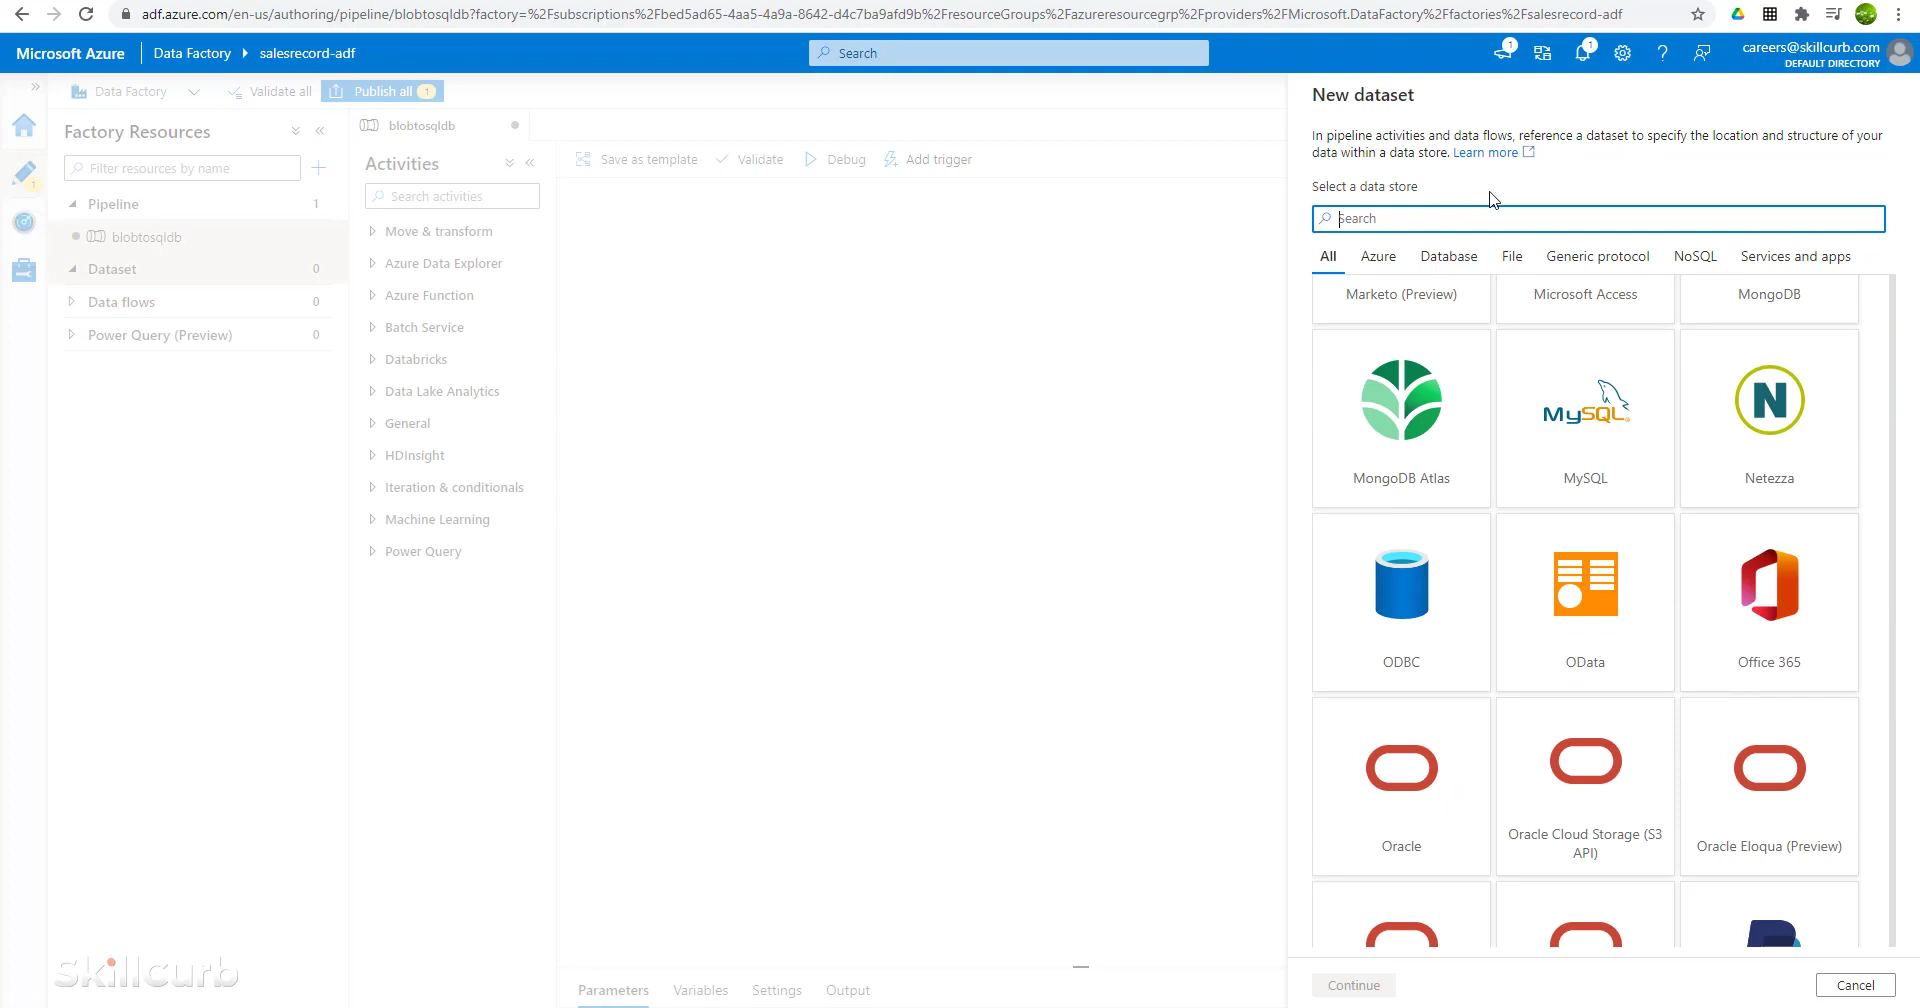 adf.azure.com/en-us/authoring/pipeline/blobtosqldb?factory=%2Fsubscriptions%2Fbed5ad65-4aa5-4a9a-8642-d4c7ba9afd9b%2FresourceGroups%2Fazureresourcegrp%2Fproviders%2FMicrosoft.DataFactory%2Ffactories%2Fsalesrecord-adf
Microsoft Azure
Data Factory
salesrecord-adf
Search
1
1
careers@skillcurb.com
DEFAULT DIRECTORY
Data Factory
Validate all
Publish all 1
Factory Resources
Filter resources by name
1
Pipeline 1
blobtosqldb
Dataset 0
Data flows 0
Power Query (Preview) 0
blobtosqldb
Activities
Search activities
Move & transform
Azure Data Explorer
Azure Function
Batch Service
Databricks
Data Lake Analytics
General
HDInsight
Iteration & conditionals
Machine Learning
Power Query
Save as template
Validate
Debug
Add trigger
Parameters
Variables
Settings
Output
New dataset
In pipeline activities and data flows, reference a dataset to specify the location and structure of your
data within a data store. Learn more
Select a data store
Search
All Azure Database File Generic protocol NoSQL Services and apps
Marketo (Preview)
Microsoft Access
MongoDB
MySQL
N
MongoDB Atlas
MySQL
Netezza
ODBC
OData
Office 365
Oracle
Oracle Cloud Storage (S3
API)
Oracle Eloqua (Preview)
Continue
Cancel
Skillcurb